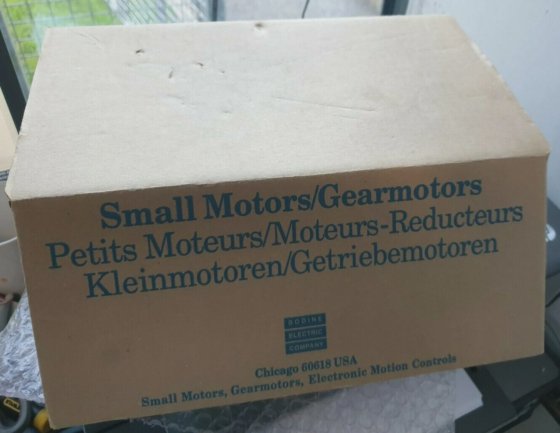 Small Motors/Gearmotors
Petits Moteurs/Moteurs-Reducteurs
Kleinmotoren/Getriebemotoren
BODINE
ELECTRIC
COMPANY
Chicago 60618 USA
Small Motors, Gearmotors, Electronic Motion Controls